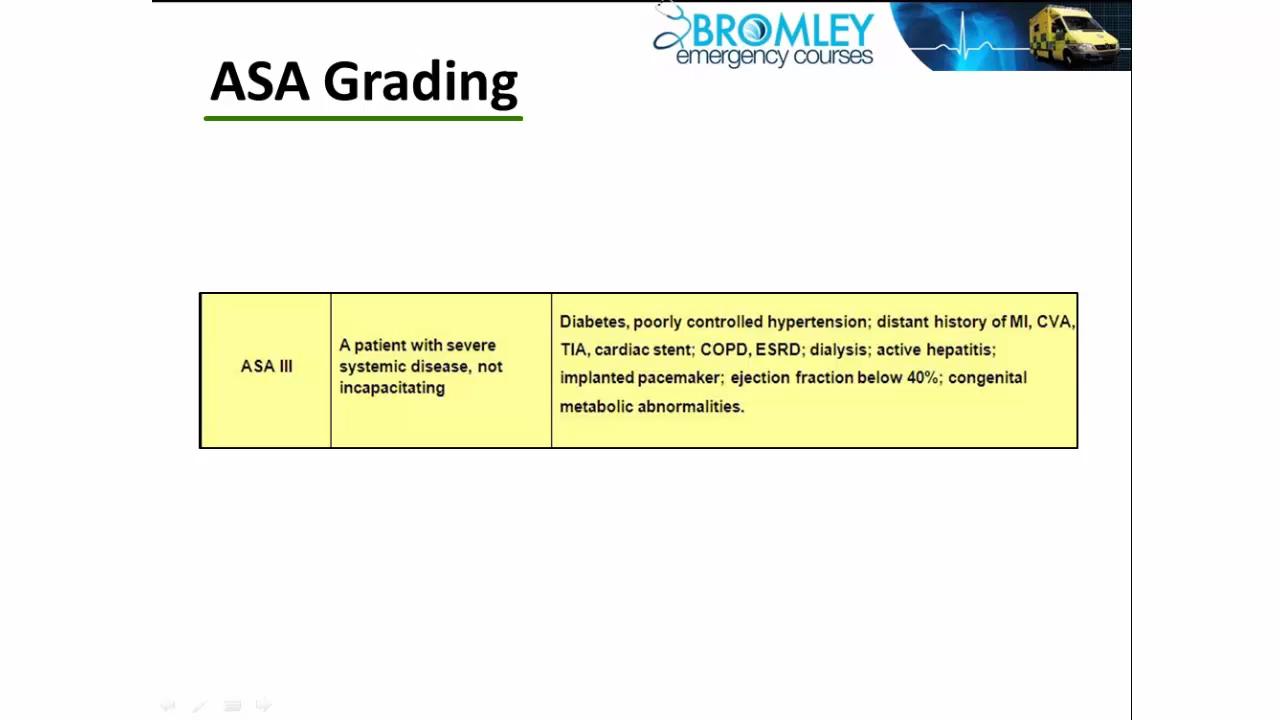 BROMLEY
emergency courses
ASA Grading
ASA III
A patient with severe
systemic disease, not
incapacitating
Diabetes, poorly controlled hypertension; distant history of MI, CVA,
TIA, cardiac stent; COPD, ESRD; dialysis; active hepatitis;
implanted pacemaker; ejection fraction below 40%; congenital
metabolic abnormalities.